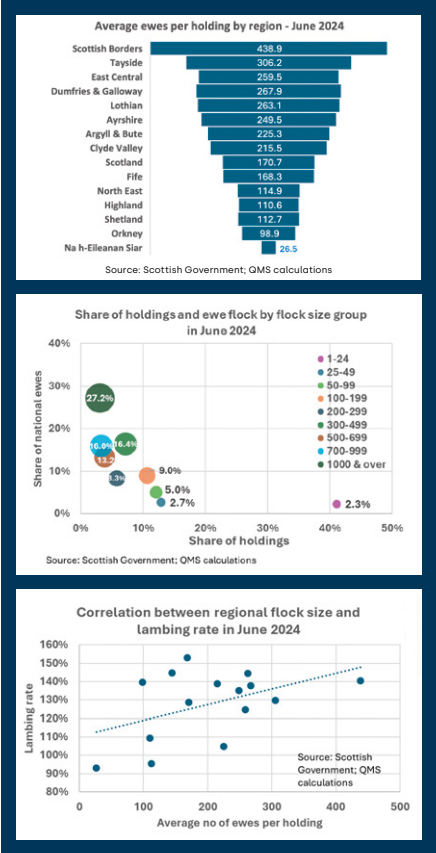 Average ewes per holding by region - June 2024
Scottish Borders 438.9
Tayside 306.2
East Central 259.5
Dumfries & Galloway 267.9
Lothian 263.1
Ayrshire 249.5
Argyll & Bute 225.3
Clyde Valley 215.5
Scotland 170.7
Fife 168.3
North East 114.9
Highland 110.6
Shetland 112.7
Orkney 98.9
Na h-Eileanan Siar 26.5
Source: Scottish Government; QMS calculations
Share of holdings and ewe flock by flock size group
in June 2024
Share of national ewes
40%
30%
20%
10%
0%
27.2%
16.4%
9.0%
5.0%
2.7%
2.3%
1-24
25-49
50-99
100-199
200-299
300-499
500-699
700-999
1000 & over
0% 10% 20% 30% 40% 50%
Share of holdings
Source: Scottish Government; QMS calculations
Correlation between regional flock size and
lambing rate in June 2024
Lambing rate
160%
150%
140%
130%
120%
110%
100%
90%
80%
Source: Scottish
Government; QMS
calculations
0 100 200 300 400 500
Average no of ewes per holding